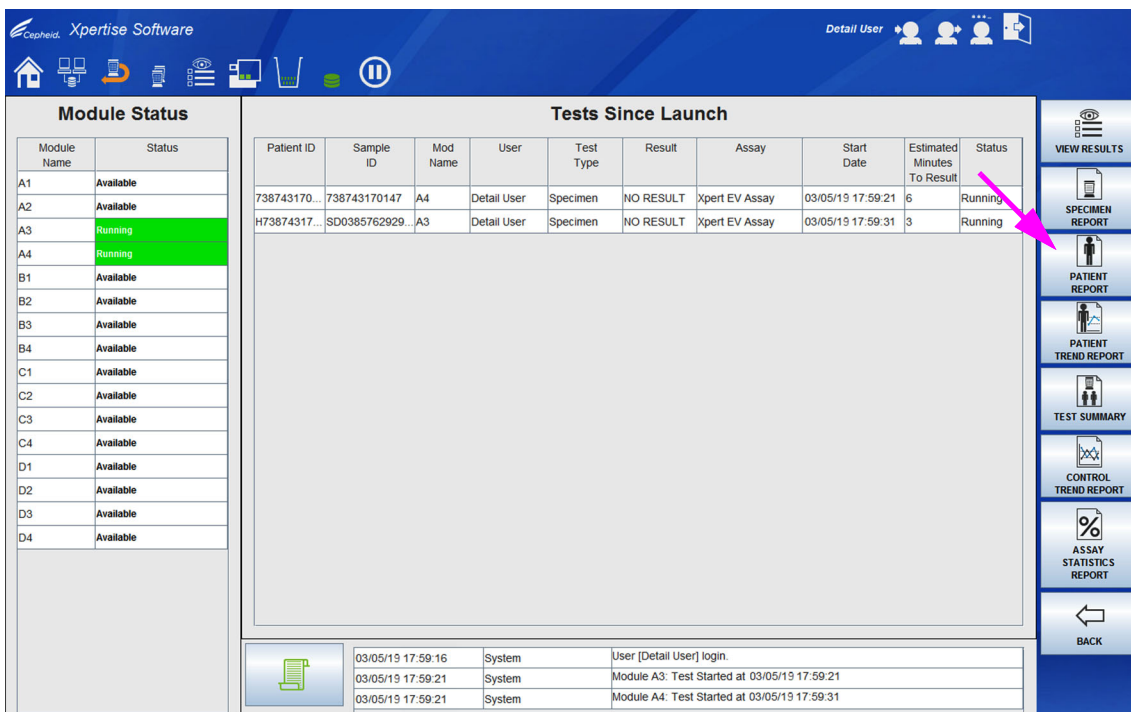 Cepheid. Xpertise Software
Detail User
Module Status
Module Name Status
A1 Available
A2 Available
A3 Running
A4 Running
B1 Available
B2 Available
B3 Available
B4 Available
C1 Available
C2 Available
C3 Available
C4 Available
D1 Available
D2 Available
D3 Available
D4 Available
Tests Since Launch
Patient ID Sample ID Mod Name User Test Type Result Assay Start Date Estimated Minutes To Result Status
738743170... 738743170147 A4 Detail User Specimen NO RESULT Xpert EV Assay 03/05/19 17:59:21 6 Running
H73874317... SD0385762929... A3 Detail User Specimen NO RESULT Xpert EV Assay 03/05/19 17:59:31 3 Running
03/05/19 17:59:16 System User [Detail User] login.
03/05/19 17:59:21 System Module A3: Test Started at 03/05/19 17:59:21
03/05/19 17:59:21 System Module A4: Test Started at 03/05/19 17:59:31
VIEW RESULTS
SPECIMEN
REPORT
PATIENT
REPORT
PATIENT
TREND REPORT
TEST SUMMARY
CONTROL
TREND REPORT
%
ASSAY
STATISTICS
REPORT
BACK